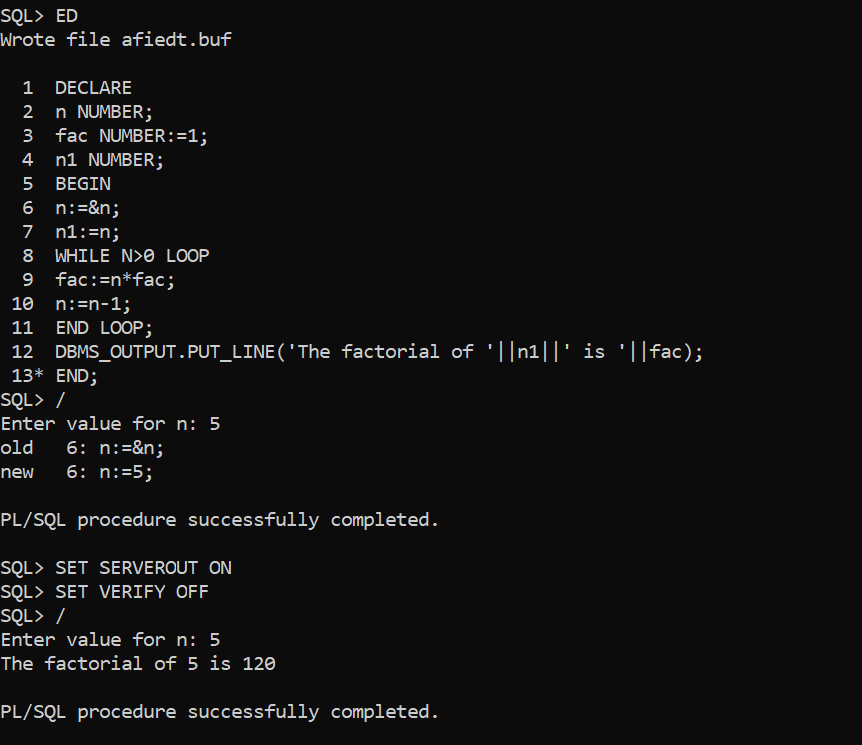 SQL> ED
Wrote file afiedt.buf
1 DECLARE
2 n NUMBER;
3 fac NUMBER:=1;
4 n1 NUMBER;
5 BEGIN
6 n:=&n;
7 n1:=n;
8 WHILE N>0 LOOP
9 fac:=n*fac;
10 n:=n-1;
11 END LOOP;
12 DBMS_OUTPUT.PUT_LINE('The factorial of '||n1||' is '||fac);
13* END;
SQL> /
Enter value for n: 5
old 6: n:=&n;
new 6: n:=5;
PL/SQL procedure successfully completed.
SQL> SET SERVEROUT ON
SQL> SET VERIFY OFF
SQL> /
Enter value for n: 5
The factorial of 5 is 120
PL/SQL procedure successfully completed.